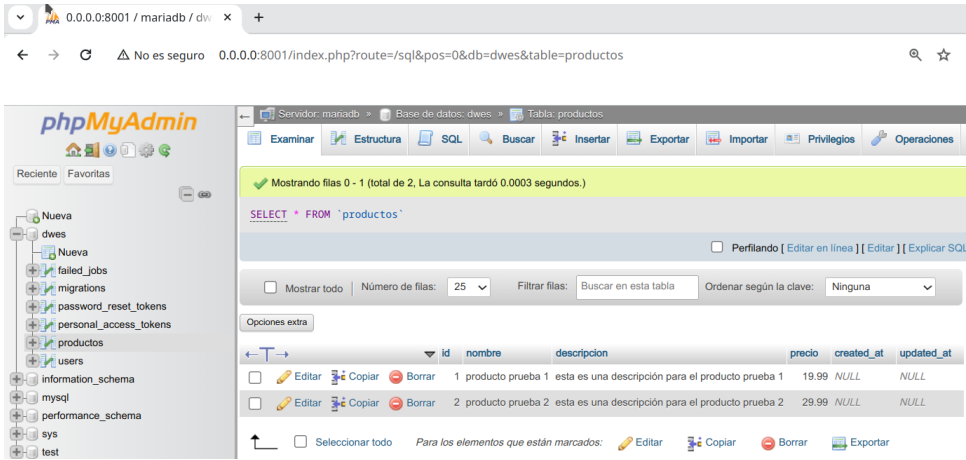 0.0.0.0:8001 / mariadb / dw
No es seguro 0.0.0.0:8001/index.php?route=/sql&pos=0&db=dwes&table=productos
phpMyAdmin
Reciente Favoritas
Nueva
dwes
Nueva
failed_jobs
migrations
password_reset_tokens
personal_access_tokens
productos
users
information_schema
mysql
performance_schema
sys
test
Servidor: mariadb » Base de datos: dwes » Tabla: productos
Examinar Estructura SQL Buscar Insertar Exportar Importar Privilegios Operaciones
Mostrando filas 0 - 1 (total de 2, La consulta tardó 0.0003 segundos.)
SELECT * FROM `productos`
Perfilando [ Editar en línea ] [ Editar ] [ Explicar SQL
Mostrar todo Número de filas: 25 Filtrar filas: Buscar en esta tabla Ordenar según la clave: Ninguna
Opciones extra
id nombre descripcion precio created_at updated_at
Editar Copiar Borrar 1 producto prueba 1 esta es una descripción para el producto prueba 1 19.99 NULL NULL
Editar Copiar Borrar 2 producto prueba 2 esta es una descripción para el producto prueba 2 29.99 NULL NULL
Seleccionar todo Para los elementos que están marcados: Editar Copiar Borrar Exportar